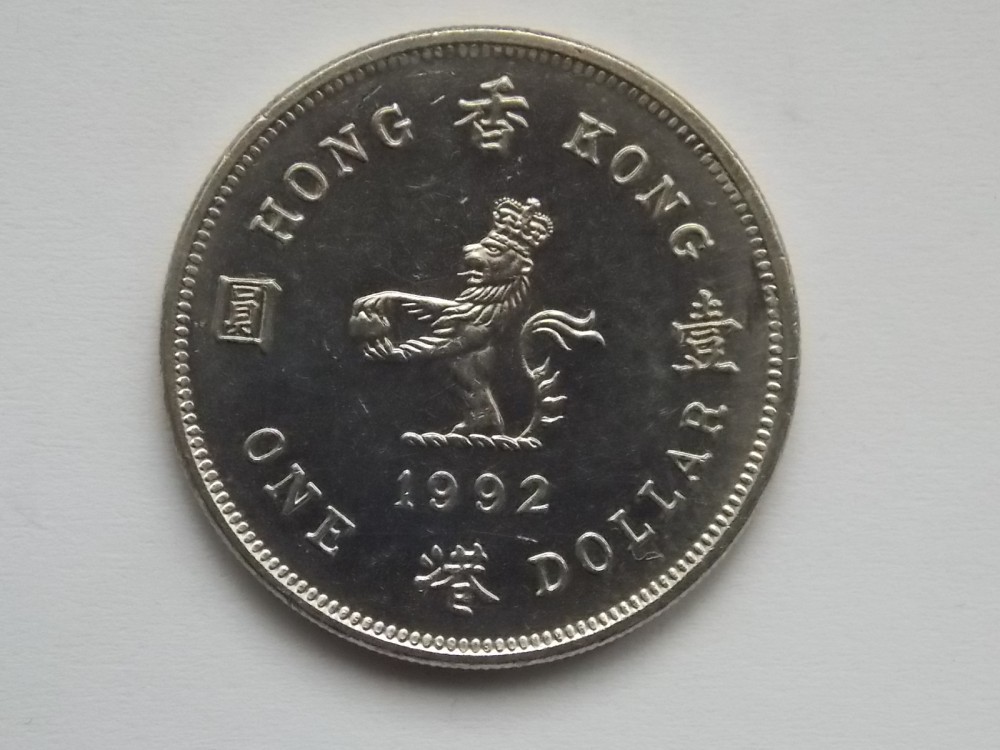 HONG KONG
香港
壹圓
1992
ONE DOLLAR